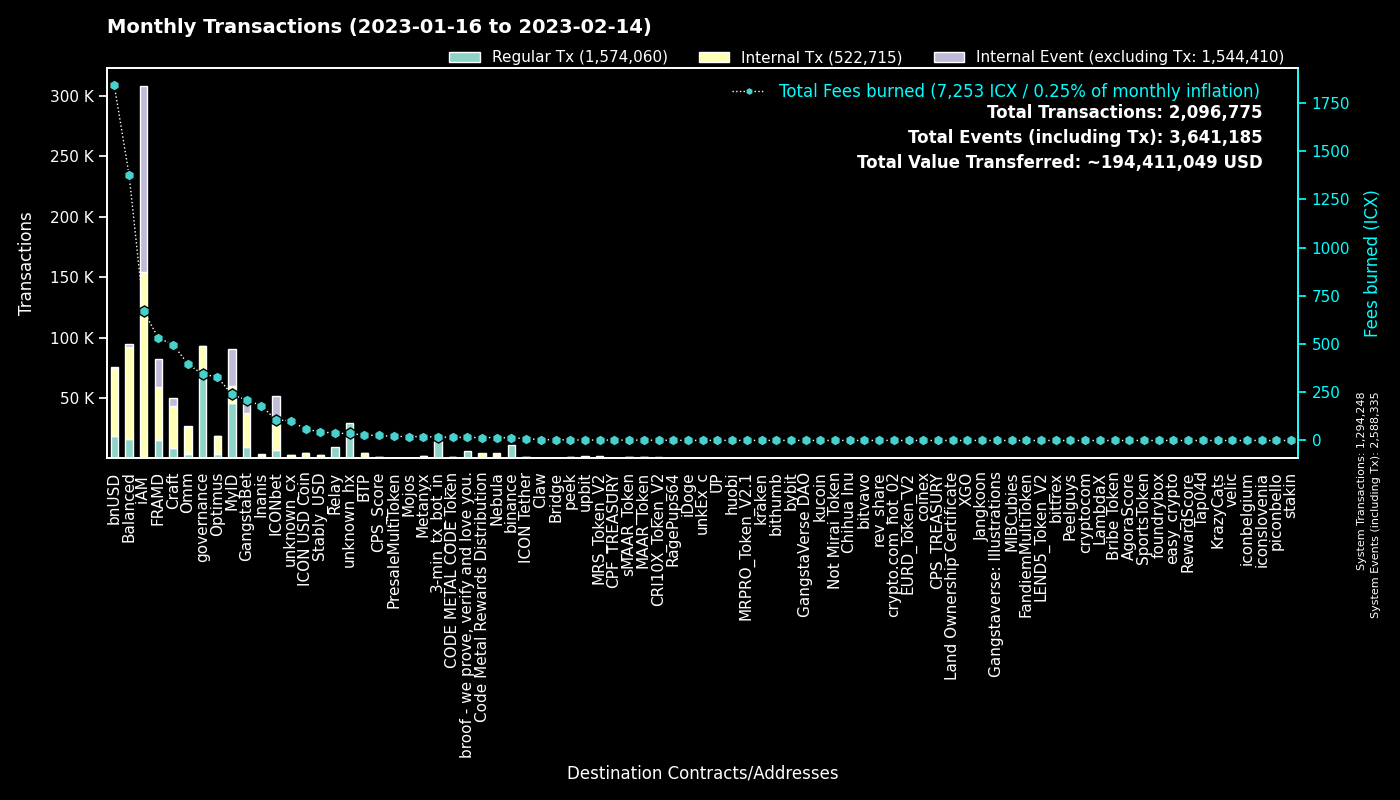 Monthly Transactions (2023-01-16 to 2023-02-14)
Regular Tx (1,574,060)
Internal Tx (522,715)
Internal Event (excluding Tx: 1,544,410)
Total Fees burned (7,253 ICX / 0.25% of monthly inflation)
Total Transactions: 2,096,775
Total Events (including Tx): 3,641,185
Total Value Transferred: ~194,411,049 USD
Transactions
300 K
250 K
200 K
150 K
100 K
50 K
1750
1500
1250
1000
750
500
250
0
Fees burned (ICX)
System Transactions: 1,294,248
System Events (including Tx): 2,588,335
bnUSD
Balanced
IAM
FRAMD
Craft
Omm
governance
Optimus
MyID
GangstaBet
Inanis
ICONbet
unknown_cx
ICON USD Coin
Stably_USD
Relay
unknown_hx
BTP
CPS_Score
PresaleMultiToken
Mojos
Metanyx
3-min_tx_bot_in
CODE METAL CODE Token
broof - we prove, verify and love you.
Code Metal Rewards Distribution
Nebula
binance
ICON Tether
Claw
Bridge
peek
upbit
MRS_Token_V2
CPF_TREASURY
sMAAR_Token
MAAR_Token
CRI10X_Token_V2
RagePups64
iDoge
unkEx_c
UP
huobi
MRPRO_Token_V2.1
kraken
bithumb
bybit
GangstaVerse DAO
kucoin
Not Mirai Token
Chihua Inu
bitvavo
rev_share
crypto.com_hot_02
EURD_Token_V2
coinex
CPS_TREASURY
Land Ownership Certificate
XGO
Jangkoon
Gangstaverse: Illustrations
MIBCubies
FandiemMultiToken
LEND5_Token_V2
bitfrex
Peelguys
cryptocom
LambdaX
Bribe Token
AgoraScore
SportsToken
foundrybox
easy_crypto
RewardScore
Tap04d
KrazyCats
velic
iconbelgium
iconslovenia
piconbello
stakin
Destination Contracts/Addresses